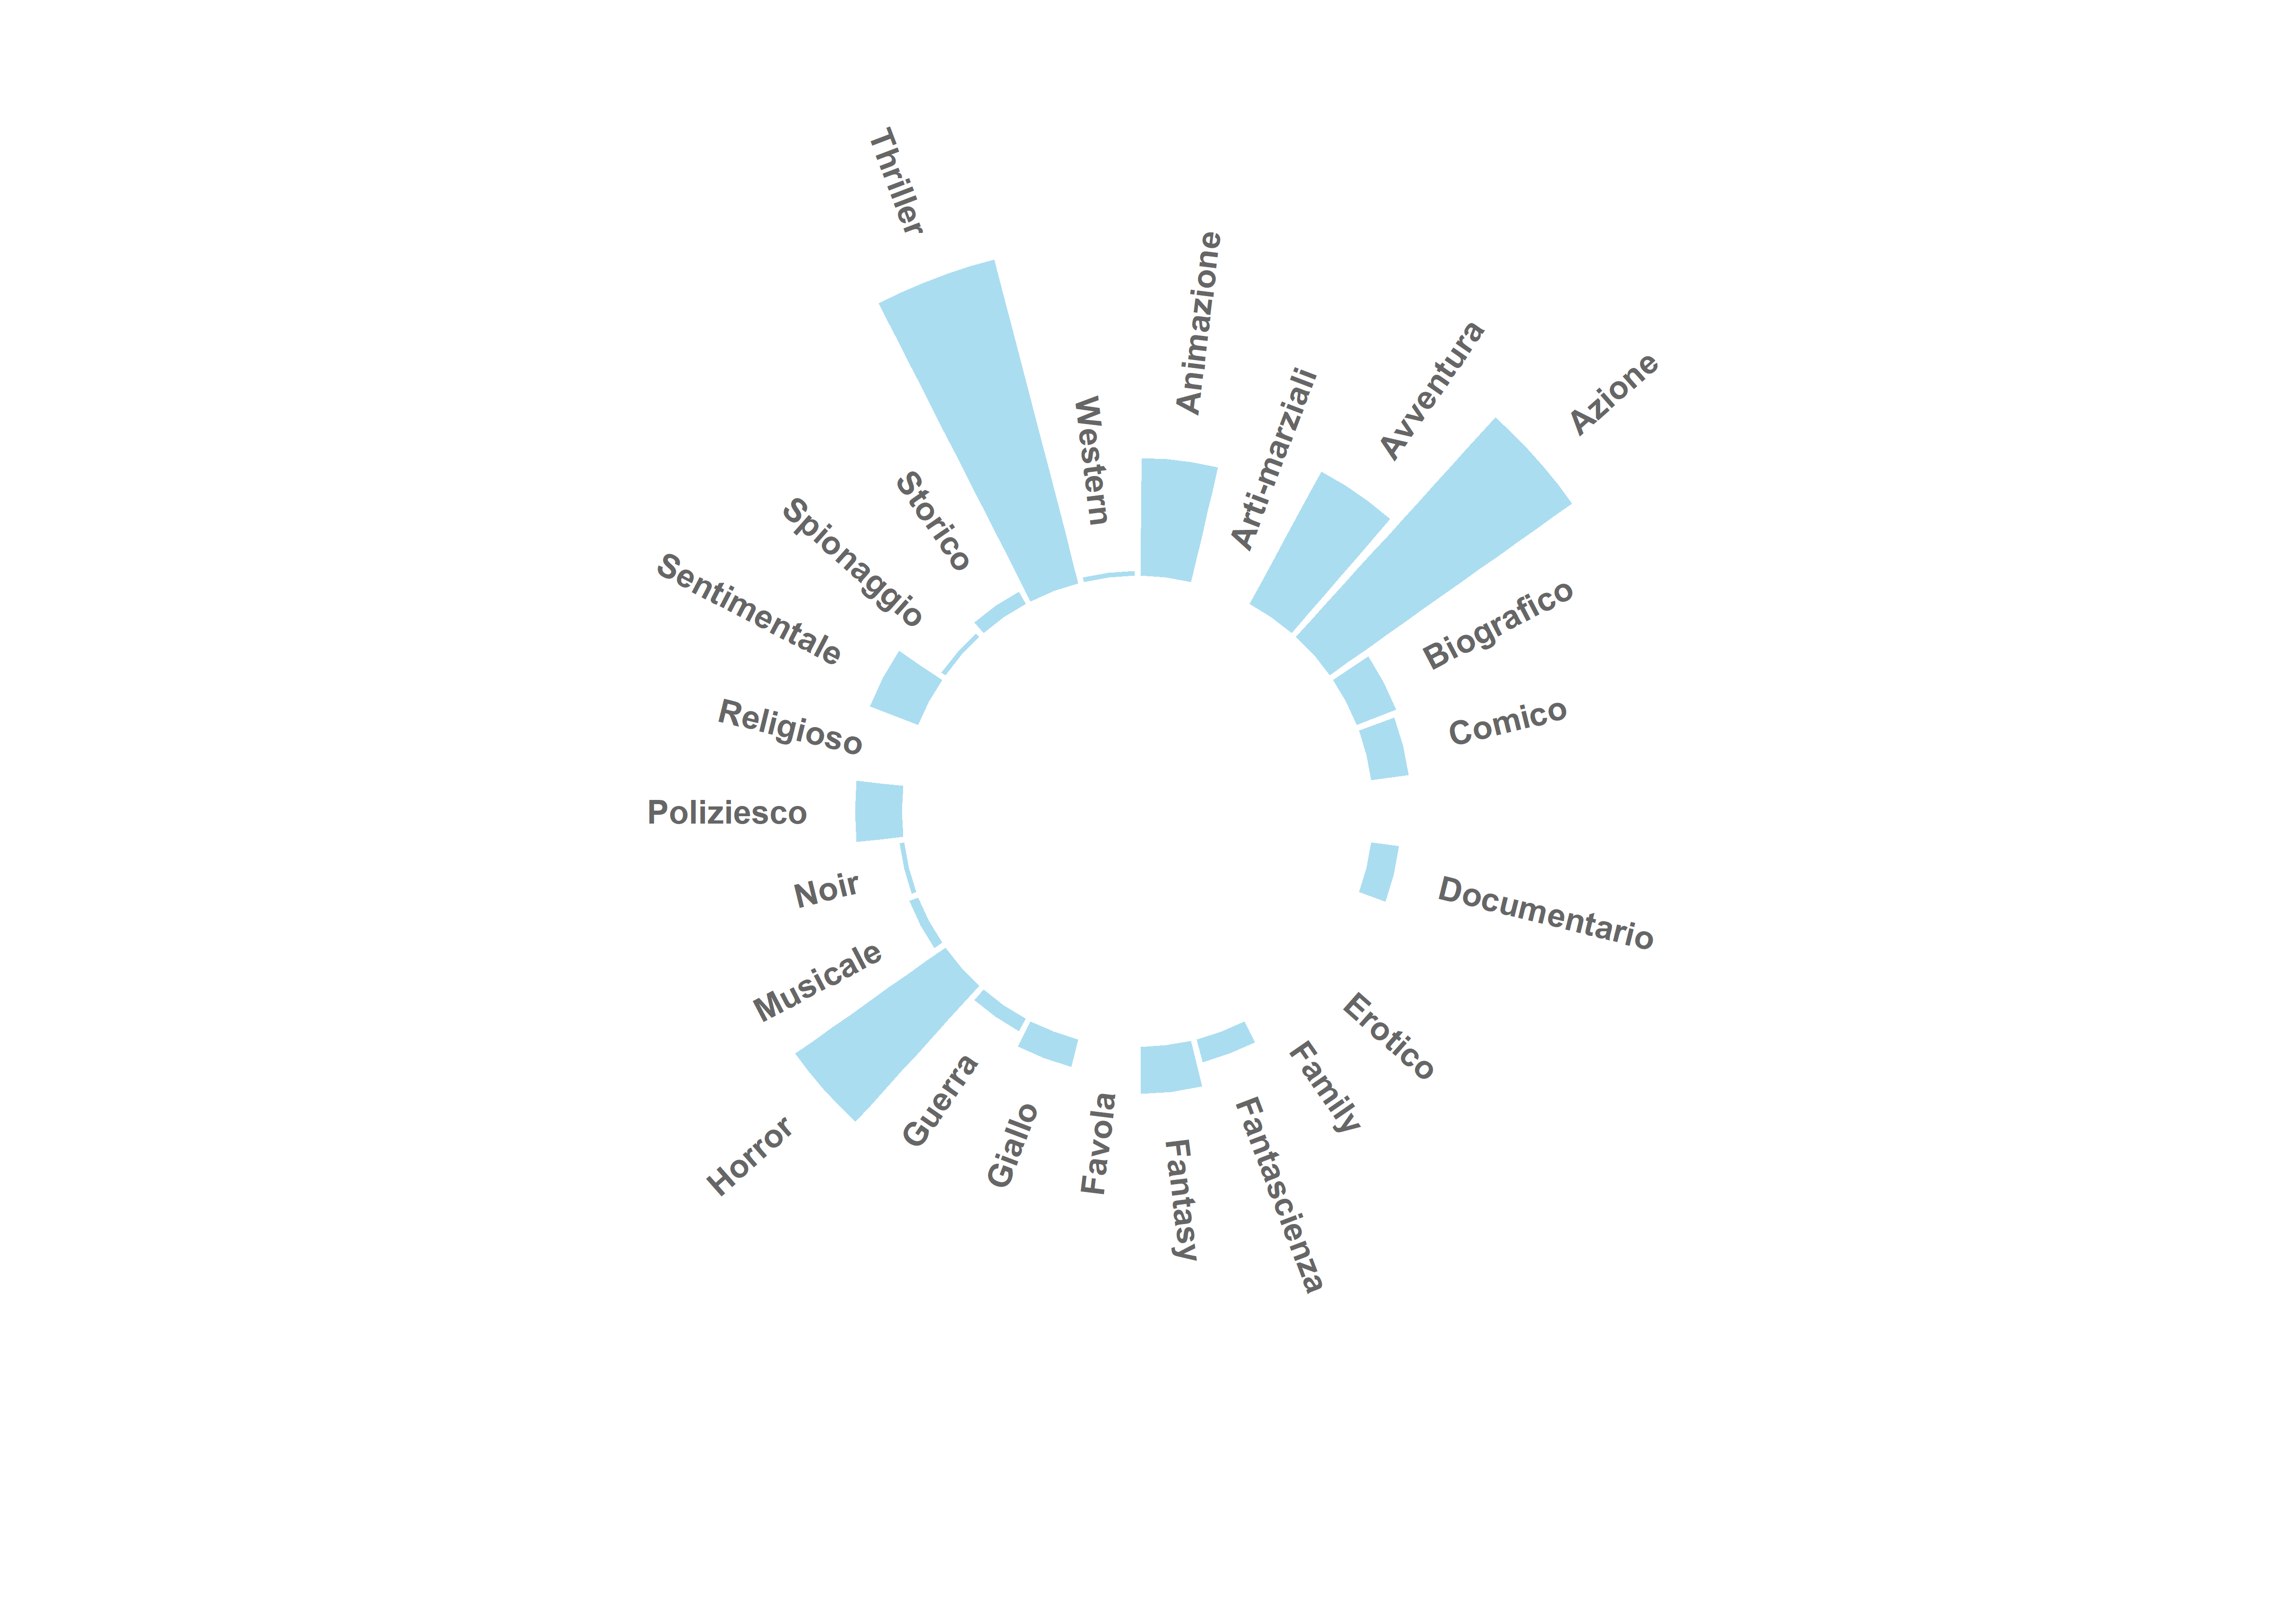 Animazione
Arti-marziali
Avventura
Azione
Biografico
Comico
Documentario
Erotico
Family
Fantascienza
Fantasy
Favola
Giallo
Guerra
Horror
Musicale
Noir
Poliziesco
Religioso
Sentimentale
Spionaggio
Storico
Thriller
Western